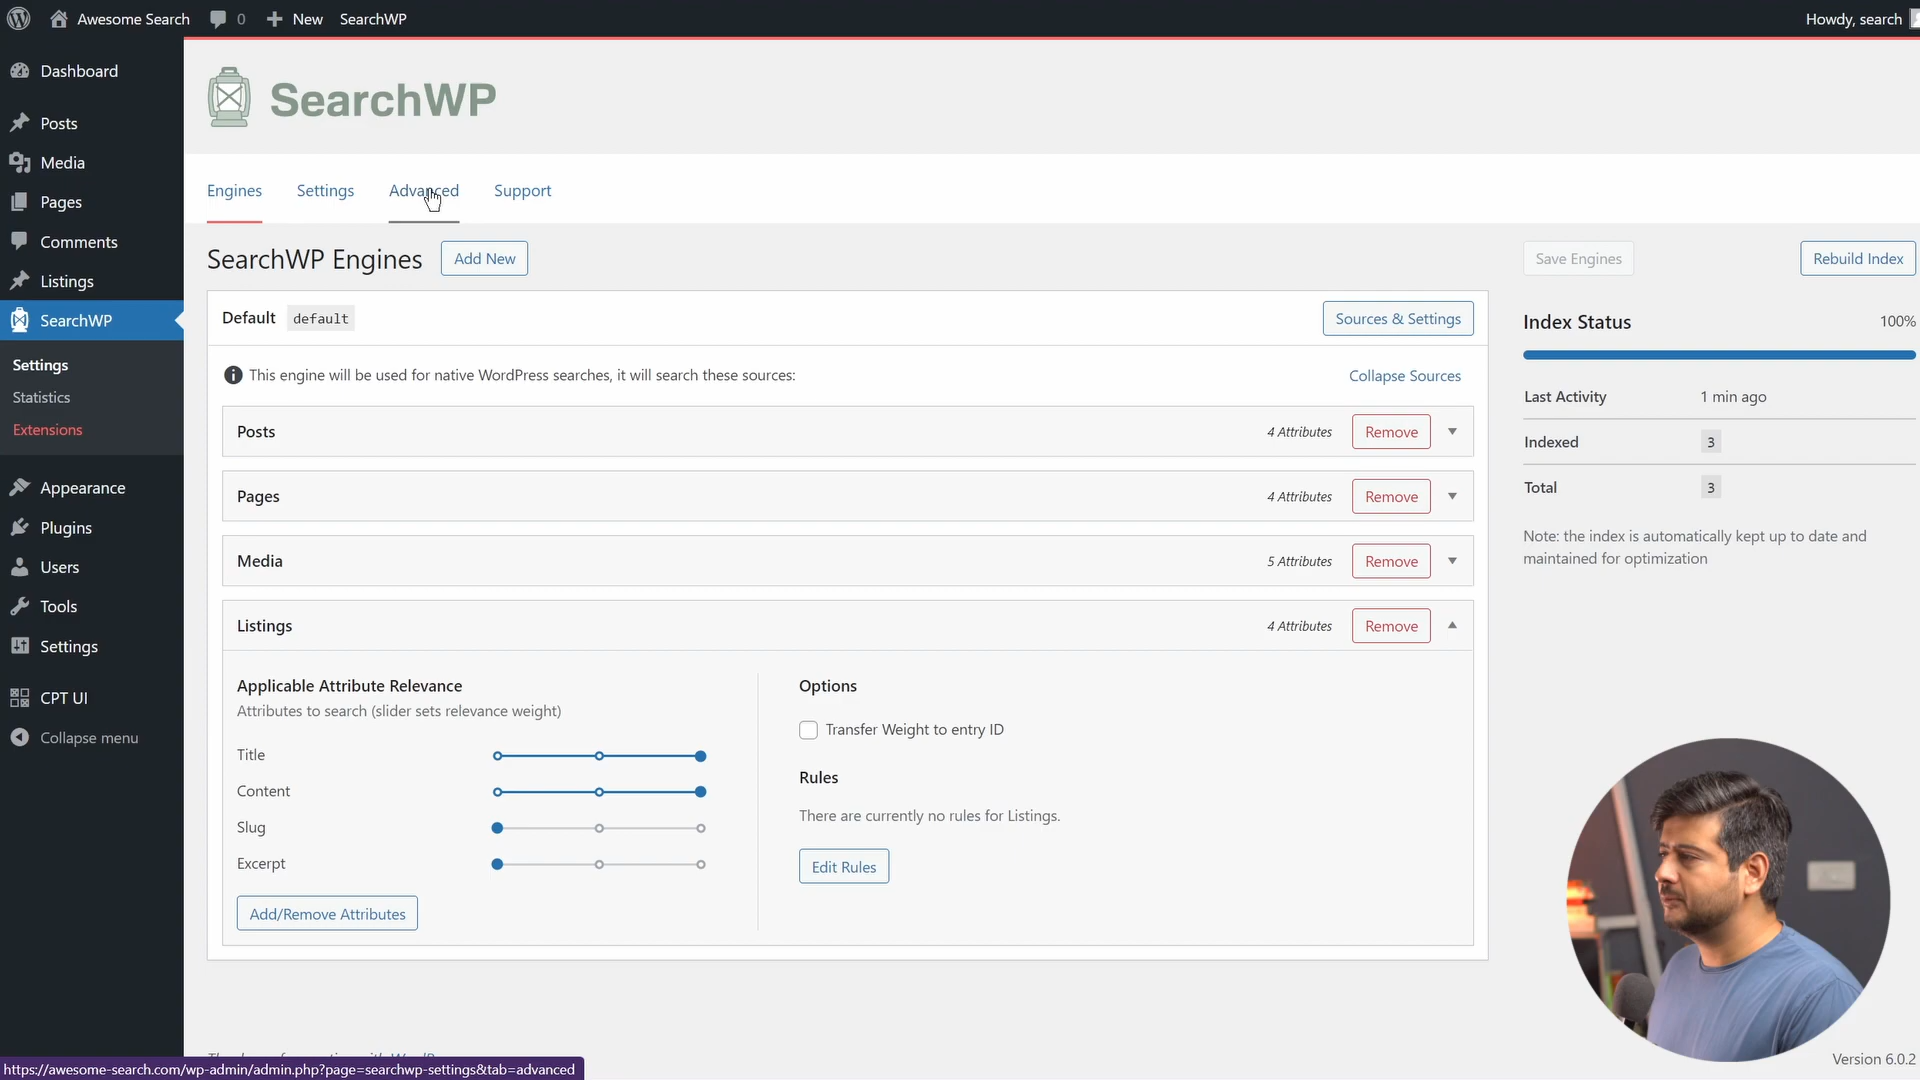 Awesome Search 0 New SearchWP Howdy, search
Dashboard
Posts
Media
Pages
Comments
Listings
SearchWP
Settings
Statistics
Extensions
Appearance
Plugins
Users
Tools
Settings
CPT UI
Collapse menu
SearchWP
Engines Settings Advanced Support
SearchWP Engines Add New Save Engines Rebuild Index
Default default Sources & Settings
This engine will be used for native WordPress searches, it will search these sources: Collapse Sources
Posts 4 Attributes Remove
Pages 4 Attributes Remove
Media 5 Attributes Remove
Listings 4 Attributes Remove
Applicable Attribute Relevance
Attributes to search (slider sets relevance weight)
Title
Content
Slug
Excerpt
Add/Remove Attributes
Options
Transfer Weight to entry ID
Rules
There are currently no rules for Listings.
Edit Rules
Index Status 100%
Last Activity 1 min ago
Indexed 3
Total 3
Note: the index is automatically kept up to date and
maintained for optimization
https://awesome-search.com/wp-admin/admin.php?page=searchwp-settings&tab=advanced
Version 6.0.2